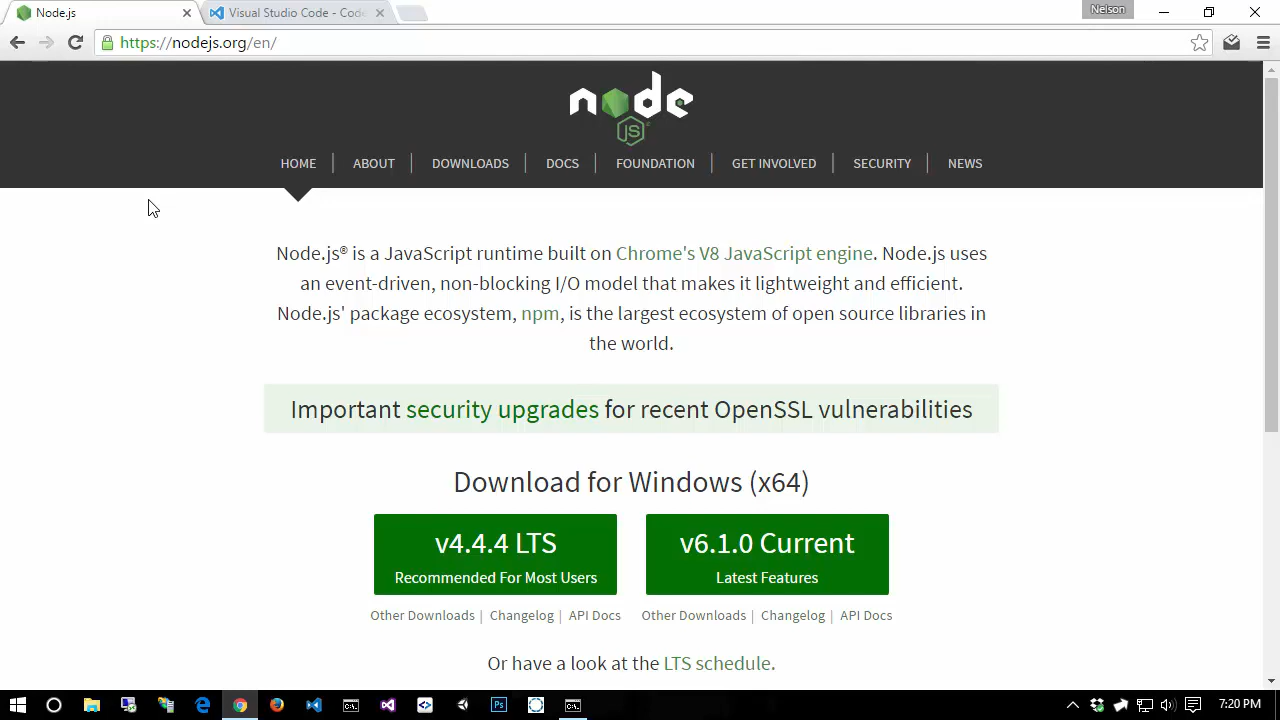 Node.js
Visual Studio Code - Code
Nelson
https://nodejs.org/en/
node
JS
HOME
ABOUT
DOWNLOADS
DOCS
FOUNDATION
GET INVOLVED
SECURITY
NEWS
Node.js® is a JavaScript runtime built on Chrome's V8 JavaScript engine. Node.js uses
an event-driven, non-blocking I/O model that makes it lightweight and efficient.
Node.js' package ecosystem, npm, is the largest ecosystem of open source libraries in
the world.
Important security upgrades for recent OpenSSL vulnerabilities
Download for Windows (x64)
v4.4.4 LTS
Recommended For Most Users
v6.1.0 Current
Latest Features
Other Downloads | Changelog | API Docs
Other Downloads | Changelog | API Docs
Or have a look at the LTS schedule.
Ps
7:20 PM